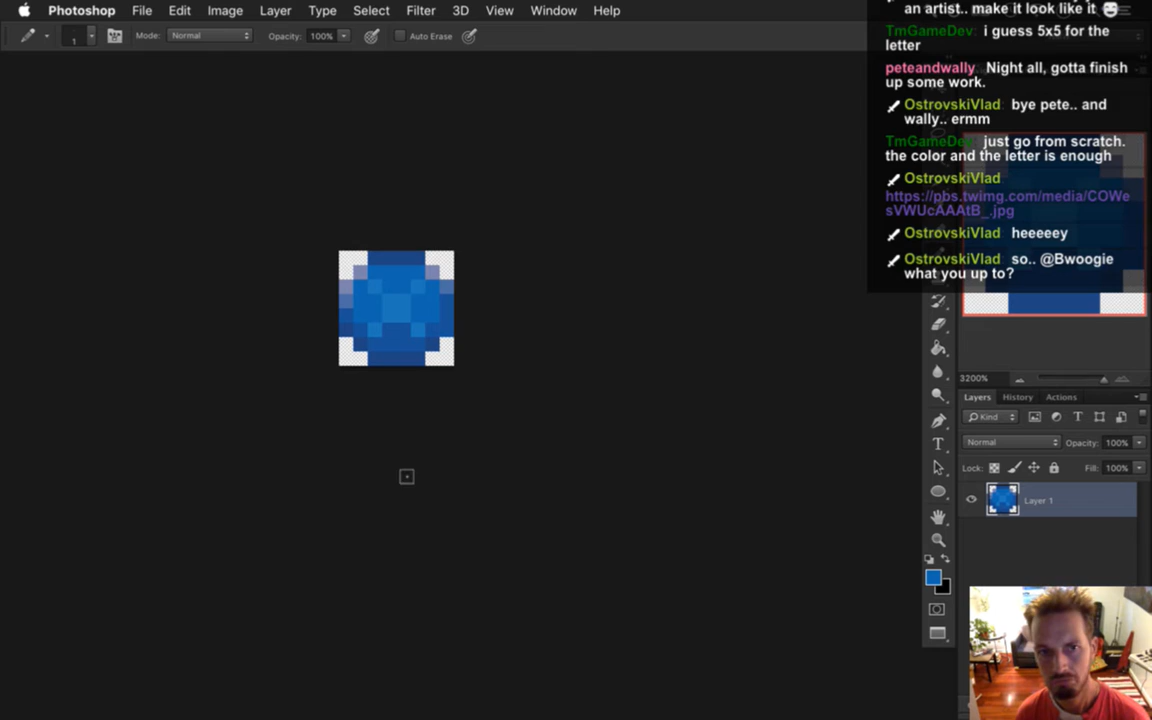 Photoshop File Edit Image Layer Type Select Filter 3D View Window Help
1 Mode: Normal Opacity: 100% Auto Erase
an artist.. make it look like it
TmGameDev: i guess 5x5 for the
letter
peteandwally: Night all, gotta finish
up some work.
OstrovskiVlad: bye pete.. and
wally.. ermm
TmGameDev: just go from scratch.
the color and the letter is enough
OstrovskiVlad:
https://pbs.twimg.com/media/COWe
sVWUcAAAtB_.jpg
OstrovskiVlad: heeeeey
OstrovskiVlad: so.. @Bwoogie
what you up to?
3200%
Layers History Actions
Kind
Normal Opacity: 100%
Lock: Fill: 100%
Layer 1